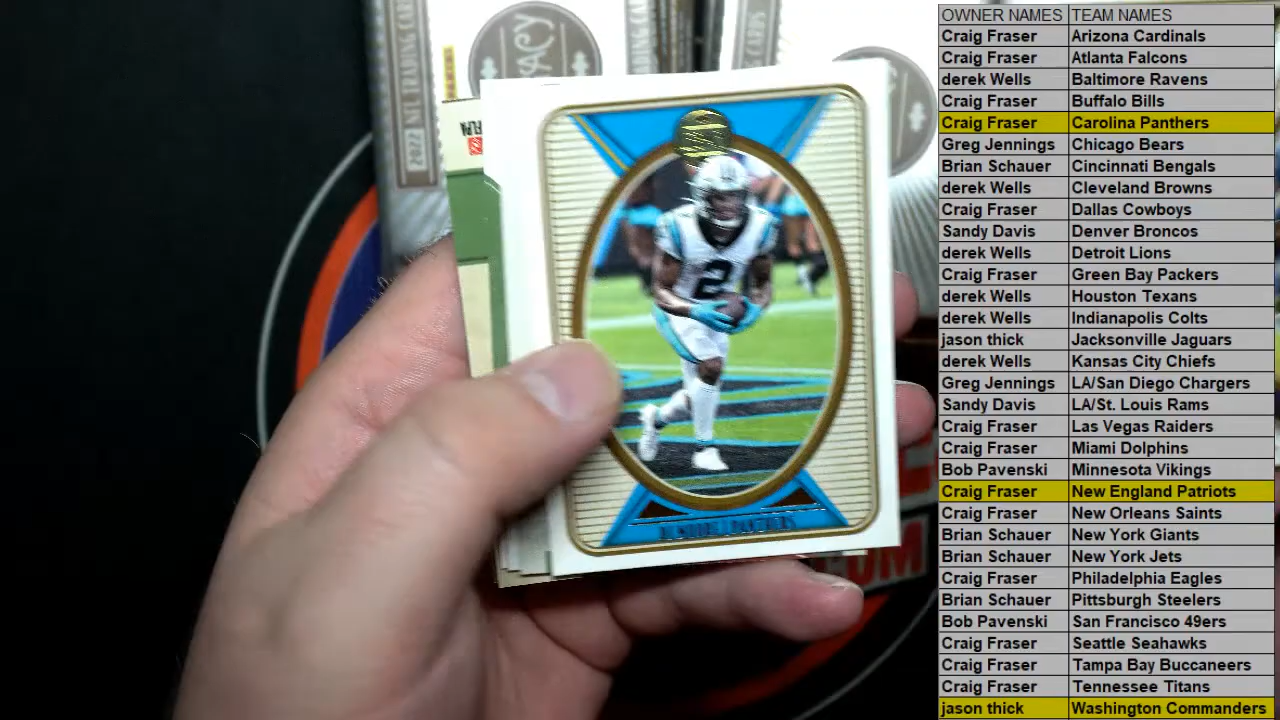 OWNER NAMES TEAM NAMES
Craig Fraser Arizona Cardinals
Craig Fraser Atlanta Falcons
derek Wells Baltimore Ravens
Craig Fraser Buffalo Bills
Craig Fraser Carolina Panthers
Greg Jennings Chicago Bears
Brian Schauer Cincinnati Bengals
derek Wells Cleveland Browns
Craig Fraser Dallas Cowboys
Sandy Davis Denver Broncos
derek Wells Detroit Lions
Craig Fraser Green Bay Packers
derek Wells Houston Texans
derek Wells Indianapolis Colts
jason thick Jacksonville Jaguars
derek Wells Kansas City Chiefs
Greg Jennings LA/San Diego Chargers
Sandy Davis LA/St. Louis Rams
Craig Fraser Las Vegas Raiders
Craig Fraser Miami Dolphins
Bob Pavenski Minnesota Vikings
Craig Fraser New England Patriots
Craig Fraser New Orleans Saints
Brian Schauer New York Giants
Brian Schauer New York Jets
Craig Fraser Philadelphia Eagles
Brian Schauer Pittsburgh Steelers
Bob Pavenski San Francisco 49ers
Craig Fraser Seattle Seahawks
Craig Fraser Tampa Bay Buccaneers
Craig Fraser Tennessee Titans
jason thick Washington Commanders
2022 NFL TRADING CARDS
PANINI
2
PANTHERS